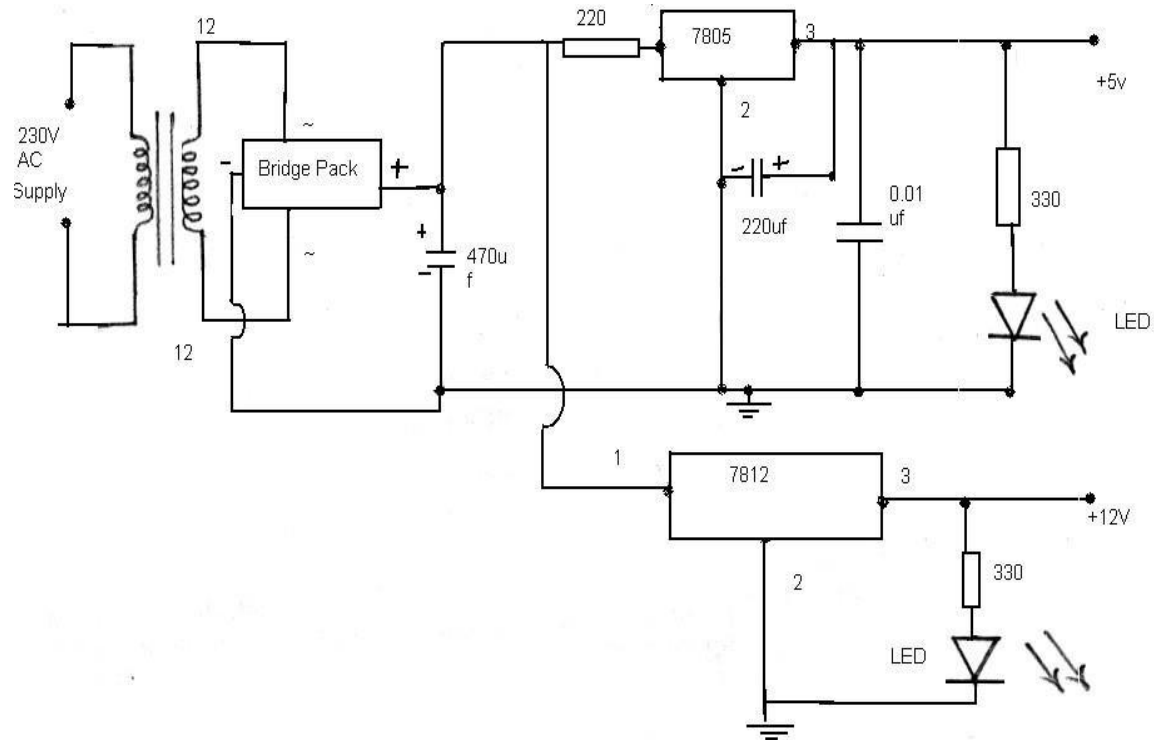 12
220
7805
3
+5v
230V
AC
Supply
~
2
-
Bridge Pack
+
-
+
330
0.01
uf
220uf
+
470u
f
-
~
LED
12
1
7812
3
+12V
2
330
LED